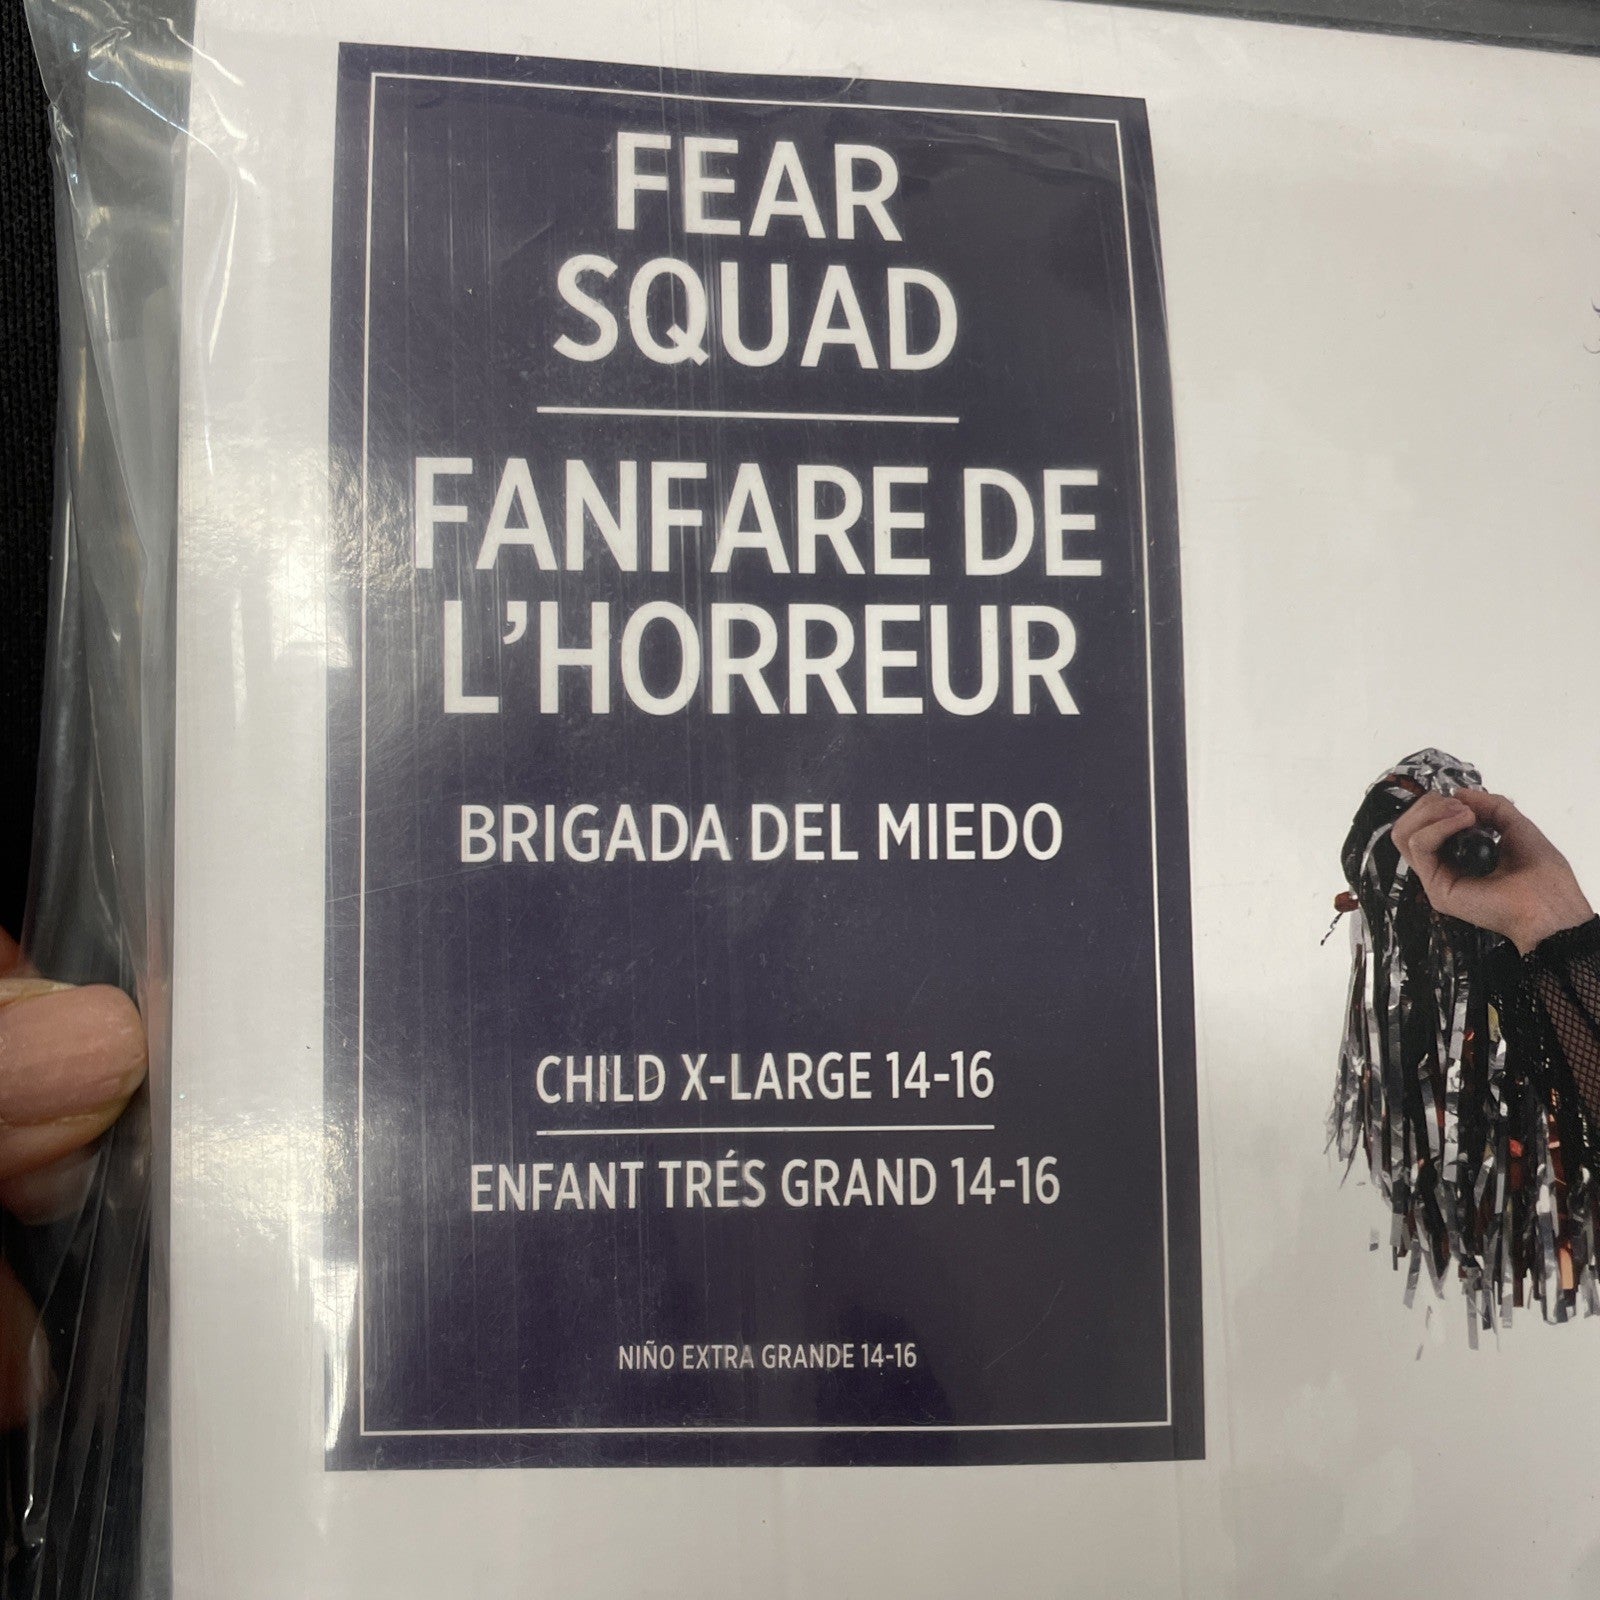 FEAR
SQUAD
FANFARE DE
L'HORREUR
BRIGADA DEL MIEDO
CHILD X-LARGE 14-16
ENFANT TRÉS GRAND 14-16
NIÑO EXTRA GRANDE 14-16